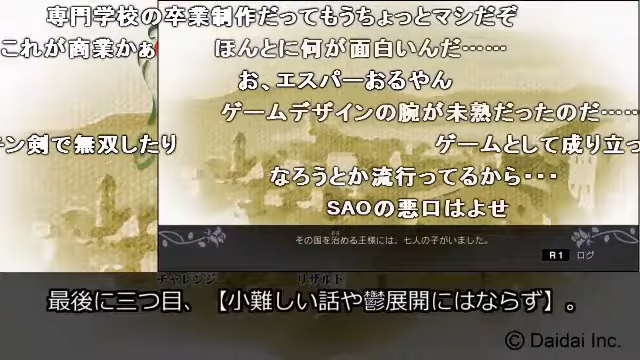 専門学校の卒業制作だってもうちょっとマシだぞ
これが商業かぁ
ほんとに何が面白いんだ……
お、エスパーおるやん
ゲームデザインの腕が未熟だったのだ……
チン剣で無双したり
ゲームとして成り立っ
なろうとか流行ってるから・・・
SAOの悪口はよせ
その国を治める王様には、七人の子がいました。
R1 ログ
チャレンジ リザルト
最後に三つ目、【小難しい話や鬱展開にはならず】。
© Daidai Inc.